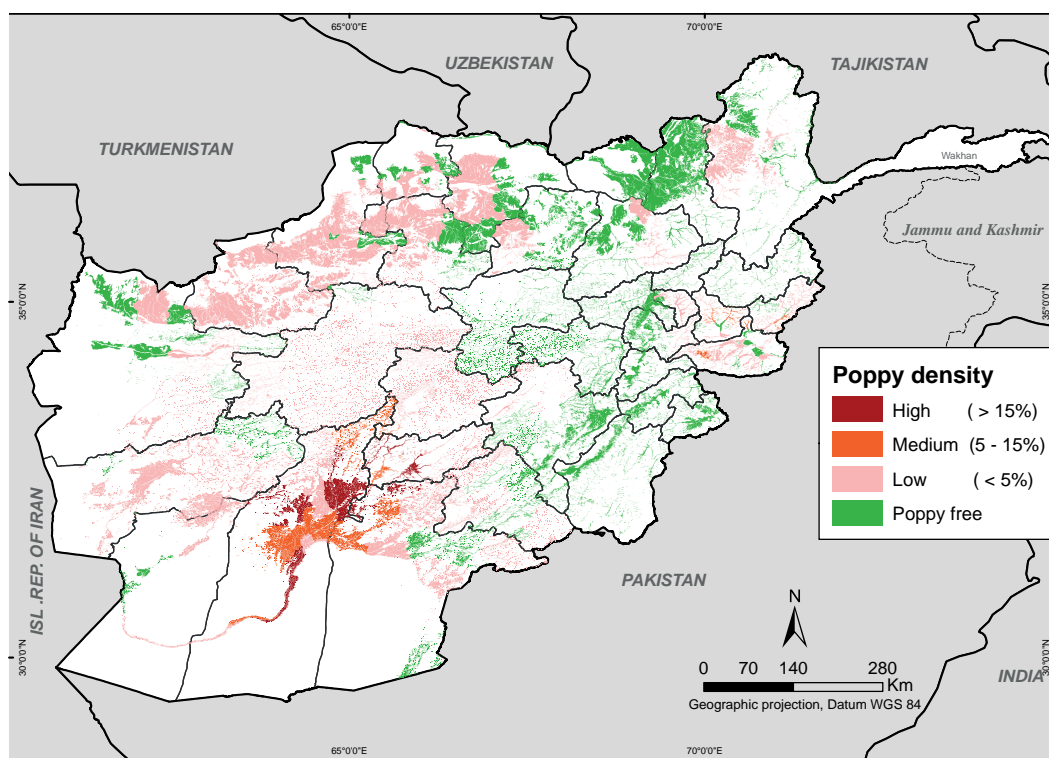 65°0'0"E
70°0'0"E
UZBEKISTAN
TAJIKISTAN
TURKMENISTAN
Wakhan
Jammu and Kashmir
35°0'0"N
35°0'0"N
Poppy density
High ( > 15%)
Medium (5 - 15%)
Low ( < 5%)
Poppy free
ISL .REP. OF IRAN
PAKISTAN
N
30°0'0"N
30°0'0"N
0 70 140 280
Km
INDIA
Geographic projection, Datum WGS 84
65°0'0"E
70°0'0"E